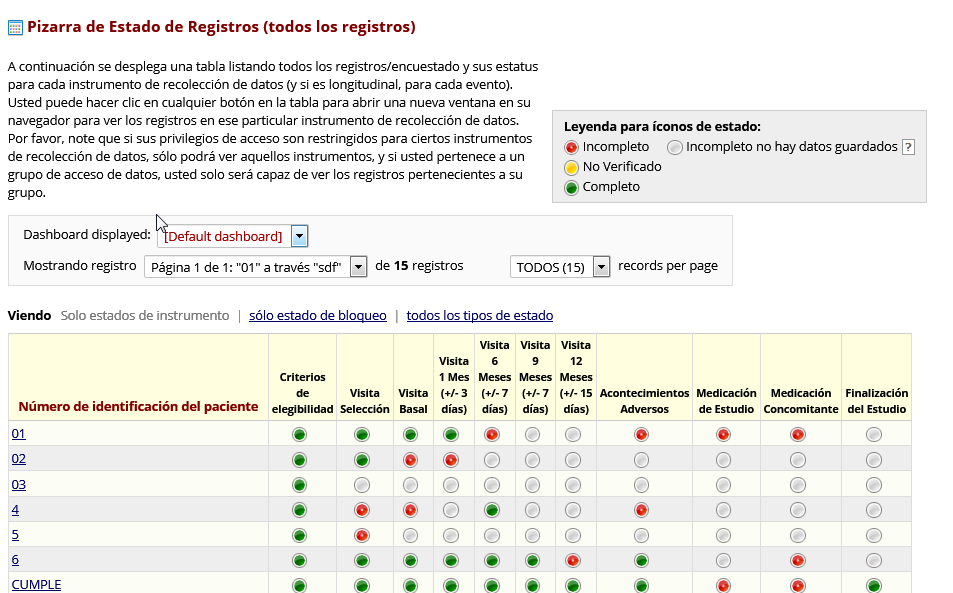 Pizarra de Estado de Registros (todos los registros)
A continuación se desplega una tabla listando todos los registros/encuestado y sus estatus
para cada instrumento de recolección de datos (y si es longitudinal, para cada evento).
Usted puede hacer clic en cualquier botón en la tabla para abrir una nueva ventana en su
navegador para ver los registros en ese particular instrumento de recolección de datos.
Por favor, note que si sus privilegios de acceso son restringidos para ciertos instrumentos
de recolección de datos, sólo podrá ver aquellos instrumentos, y si usted pertenece a un
grupo de acceso de datos, usted solo será capaz de ver los registros pertenecientes a su
grupo.
Leyenda para íconos de estado:
Incompleto Incompleto no hay datos guardados ?
No Verificado
Completo
Dashboard displayed: [Default dashboard]
Mostrando registro Página 1 de 1: "01" a través "sdf" de 15 registros TODOS (15) records per page
Viendo Solo estados de instrumento | sólo estado de bloqueo | todos los tipos de estado
Número de identificación del paciente
Criterios
de
elegibilidad
Visita
Selección
Visita
Basal
Visita
1 Mes
(+/- 3
días)
Visita
6
Meses
(+/- 7
días)
Visita
9
Meses
(+/- 7
días)
Visita
12
Meses
(+/- 15
días)
Acontecimientos
Adversos
Medicación
de Estudio
Medicación
Concomitante
Finalización
del Estudio
01
02
03
4
5
6
CUMPLE